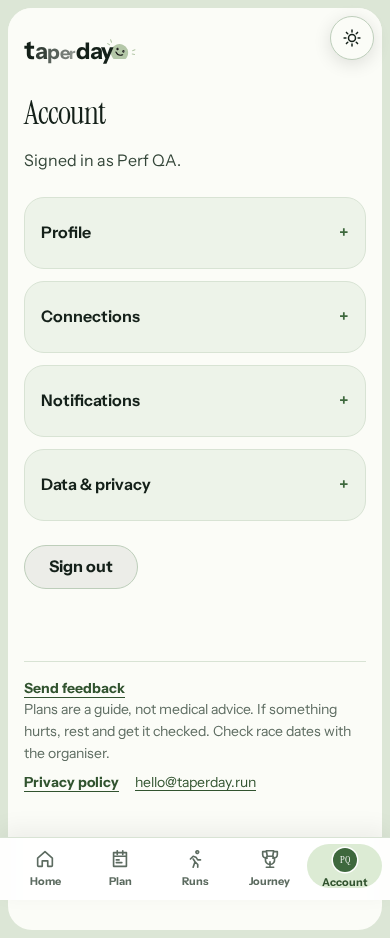 taperday
Account
Signed in as Perf QA.
Profile +
Connections +
Notifications +
Data & privacy +
Sign out
Send feedback
Plans are a guide, not medical advice. If something
hurts, rest and get it checked. Check race dates with
the organiser.
Privacy policy hello@taperday.run
PQ
Home Plan Runs Journey Account